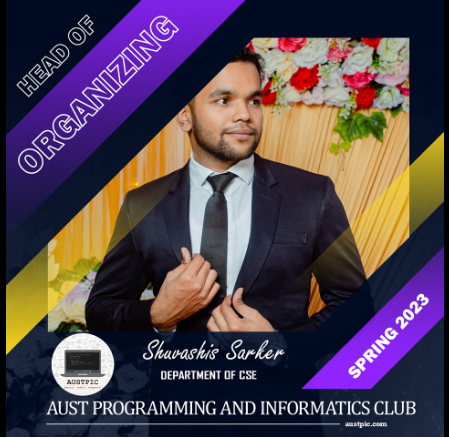 HEAD OF
ORGANIZING
SPRING 2023
Shuvashis Sarker
DEPARTMENT OF CSE
AUSTPIC
AUST PROGRAMMING AND INFORMATICS CLUB
austpic.com